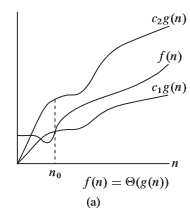 c₂g(n)
f(n)
c₁g(n)
n
n₀
f(n) = Θ(g(n))
(a)